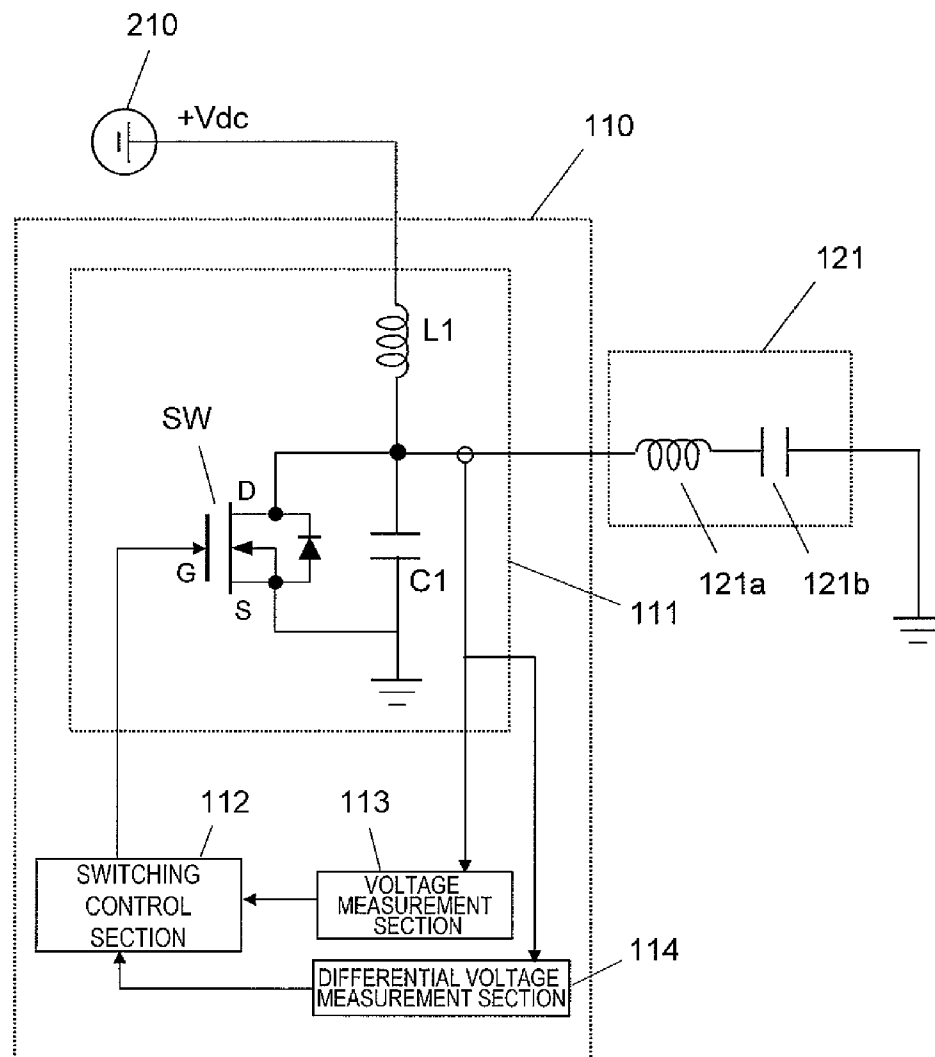 210
+Vdc
110
121
L1
SW
D
G
S
C1
121a
121b
111
112
113
SWITCHING
CONTROL
SECTION
VOLTAGE
MEASUREMENT
SECTION
114
DIFFERENTIAL VOLTAGE
MEASUREMENT SECTION